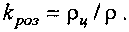 k_роз = ρ_ц / ρ .